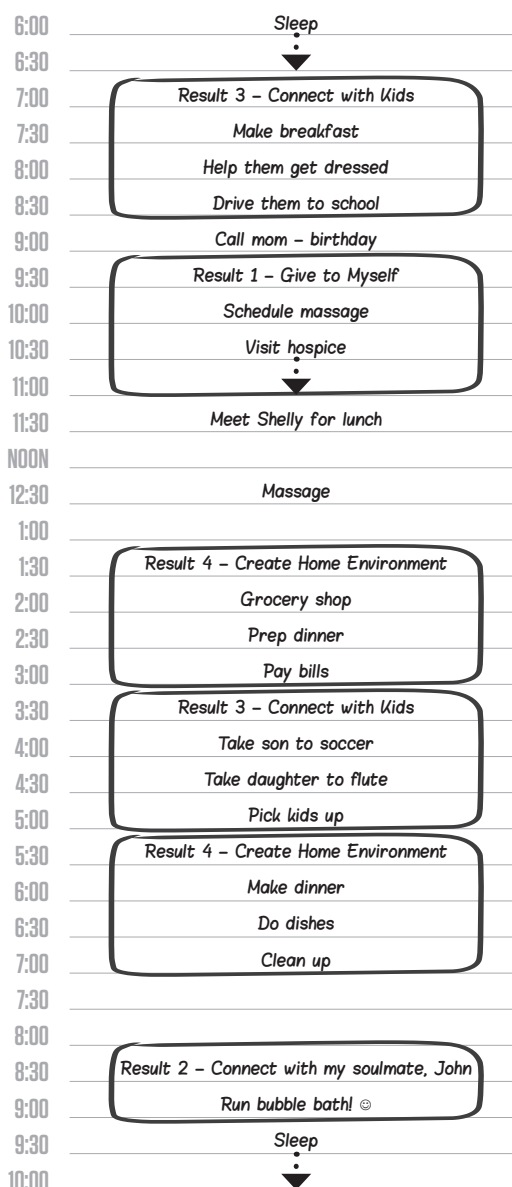 6:00 Sleep
6:30
7:00 Result 3 – Connect with Kids
7:30 Make breakfast
8:00 Help them get dressed
8:30 Drive them to school
9:00 Call mom – birthday
9:30 Result 1 – Give to Myself
10:00 Schedule massage
10:30 Visit hospice
11:00
11:30 Meet Shelly for lunch
NOON
12:30 Massage
1:00
1:30 Result 4 – Create Home Environment
2:00 Grocery shop
2:30 Prep dinner
3:00 Pay bills
3:30 Result 3 – Connect with Kids
4:00 Take son to soccer
4:30 Take daughter to flute
5:00 Pick kids up
5:30 Result 4 – Create Home Environment
6:00 Make dinner
6:30 Do dishes
7:00 Clean up
7:30
8:00
8:30 Result 2 – Connect with my soulmate, John
9:00 Run bubble bath! ☺
9:30 Sleep
10:00